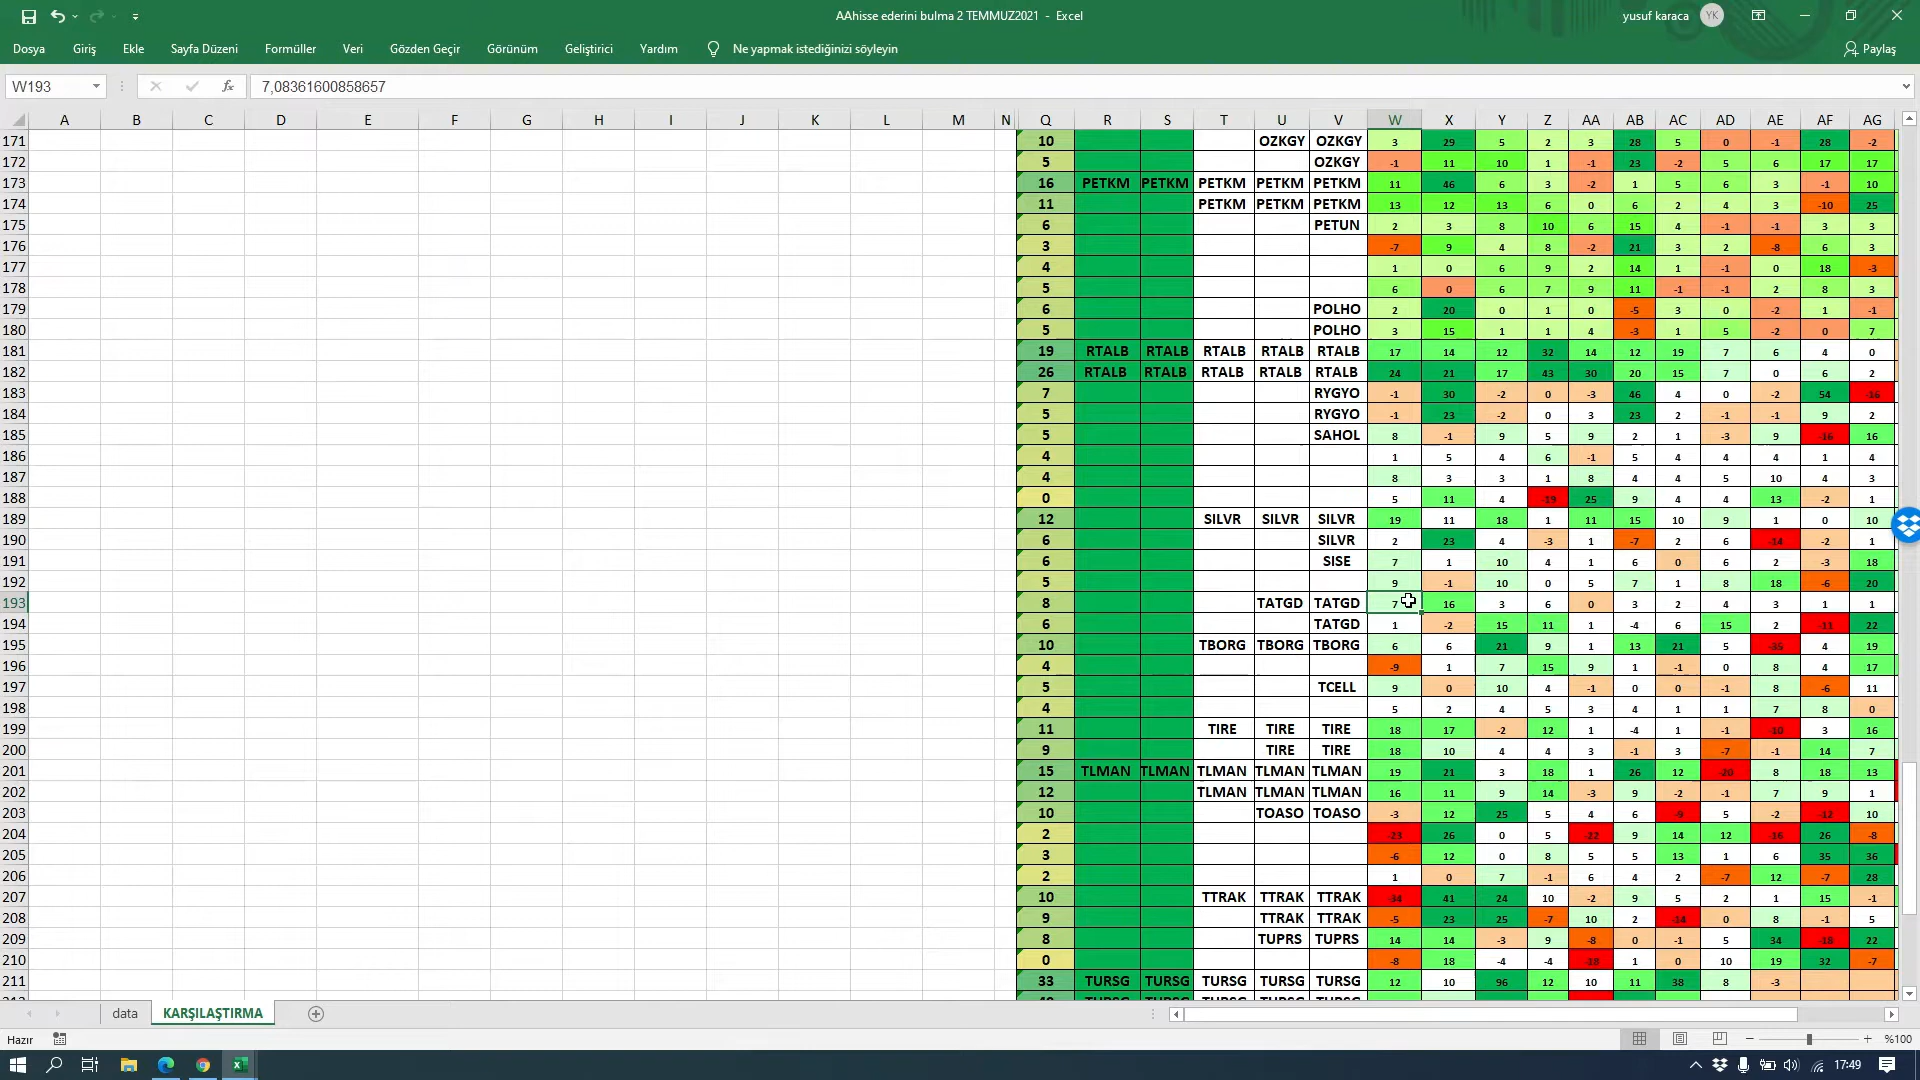 AAhisse ederini bulma 2 TEMMUZ2021 - Excel
yusuf karaca YK
Dosya Giriş Ekle Sayfa Düzeni Formüller Veri Gözden Geçir Görünüm Geliştirici Yardım Ne yapmak istediğinizi söyleyin Paylaş
W193 fx 7,08361600858657
A B C D E F G H I J K L M N Q R S T U V W X Y Z AA AB AC AD AE AF AG
171 10 OZKGY OZKGY 3 29 5 2 3 28 5 0 -1 28 -2
172 5 OZKGY -1 11 10 1 -1 23 -2 5 6 17 17
173 16 PETKM PETKM PETKM PETKM PETKM 11 46 6 3 -2 1 5 6 3 -1 10
174 11 PETKM PETKM PETKM 13 12 13 6 0 6 2 4 3 -10 25
175 6 PETUN 2 3 8 10 6 15 4 -1 -1 3 3
176 3 -7 9 4 8 -2 21 3 2 -8 6 3
177 4 1 0 6 9 2 14 1 -1 0 18 -3
178 5 6 0 6 7 9 11 -1 -1 2 8 3
179 6 POLHO 2 20 0 1 0 -5 3 0 -2 1 -1
180 5 POLHO 3 15 1 1 4 -3 1 5 -2 0 7
181 19 RTALB RTALB RTALB RTALB RTALB 17 14 12 32 14 12 19 7 6 4 0
182 26 RTALB RTALB RTALB RTALB RTALB 24 21 17 43 30 20 15 7 0 6 2
183 7 RYGYO -1 30 -2 0 -3 46 4 0 -2 54 -16
184 5 RYGYO -1 23 -2 0 3 23 2 -1 -1 9 2
185 5 SAHOL 8 -1 9 5 9 2 1 -3 9 -16 16
186 4 1 5 4 6 -1 5 4 4 4 1 4
187 4 8 3 3 1 8 4 4 5 10 4 3
188 0 5 11 4 -19 25 9 4 4 13 -2 1
189 12 SILVR SILVR SILVR 19 11 18 1 11 15 10 9 1 0 10
190 6 SILVR 2 23 4 -3 1 -7 2 6 -14 -2 1
191 6 SISE 7 1 10 4 1 6 0 6 2 -3 18
192 5 9 -1 10 0 5 7 1 8 18 -6 20
193 8 TATGD TATGD 7 16 3 6 0 3 2 4 3 1 1
194 6 TATGD 1 -2 15 11 1 -4 6 15 2 -11 22
195 10 TBORG TBORG TBORG 6 6 21 9 1 13 21 5 -35 4 19
196 4 -9 1 7 15 9 1 -1 0 8 4 17
197 5 TCELL 9 0 10 4 -1 0 0 -1 8 -6 11
198 4 5 2 4 5 3 4 1 1 7 8 0
199 11 TIRE TIRE TIRE 18 17 -2 12 1 -4 1 -1 -10 3 16
200 9 TIRE TIRE 18 10 4 4 3 -1 3 -7 -1 14 7
201 15 TLMAN TLMAN TLMAN TLMAN TLMAN 19 21 3 18 1 26 12 -20 8 18 13
202 12 TLMAN TLMAN TLMAN 16 11 9 14 -3 9 -2 -1 7 9 1
203 10 TOASO TOASO -3 12 25 5 4 6 -9 5 -2 -12 10
204 2 -23 26 0 5 -22 9 14 12 -16 26 -8
205 3 -6 12 0 8 5 5 13 1 6 35 36
206 2 1 0 7 -1 6 4 2 -7 12 -7 28
207 10 TTRAK TTRAK TTRAK -34 41 24 10 -2 9 5 2 1 15 -1
208 9 TTRAK TTRAK -5 23 25 -7 10 2 -14 0 8 -1 5
209 8 TUPRS TUPRS 14 14 -3 9 -8 0 -1 5 34 -18 22
210 0 -8 18 -4 -4 -18 1 0 10 19 32 -7
211 33 TURSG TURSG TURSG TURSG TURSG 12 10 96 12 10 11 38 8 -3
data KARŞILAŞTIRMA
Hazır %100
17:49